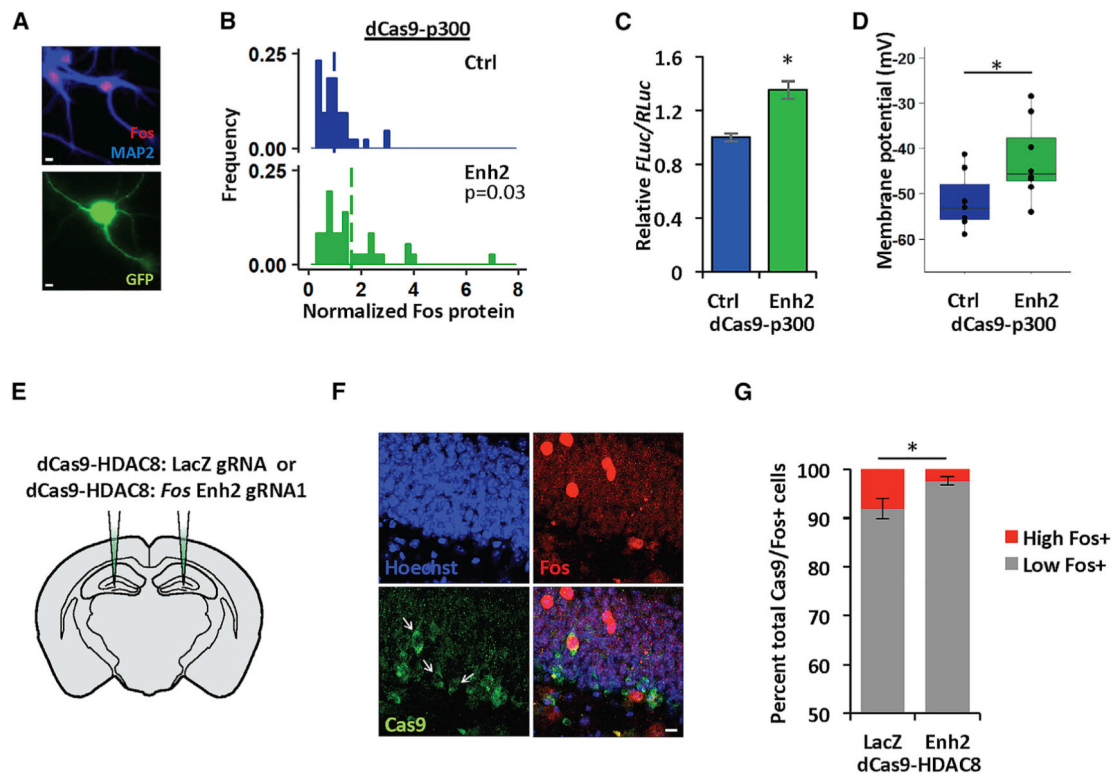 A
Fos
MAP2
GFP
B
dCas9-p300
0.25
Ctrl
0.00
Frequency
0.25
Enh2
p=0.03
0.00
0 2 4 6 8
Normalized Fos protein
C
Relative FLuc/RLuc
1.6
1.2
0.8
0.4
0
*
Ctrl Enh2
dCas9-p300
D
Membrane potential (mV)
-20
-30
-40
-50
-60
*
Ctrl Enh2
dCas9-p300
E
dCas9-HDAC8: LacZ gRNA or
dCas9-HDAC8: Fos Enh2 gRNA1
F
Hoechst
Fos
Cas9
G
Percent total Cas9/Fos+ cells
100
90
80
70
60
50
*
High Fos+
Low Fos+
LacZ Enh2
dCas9-HDAC8